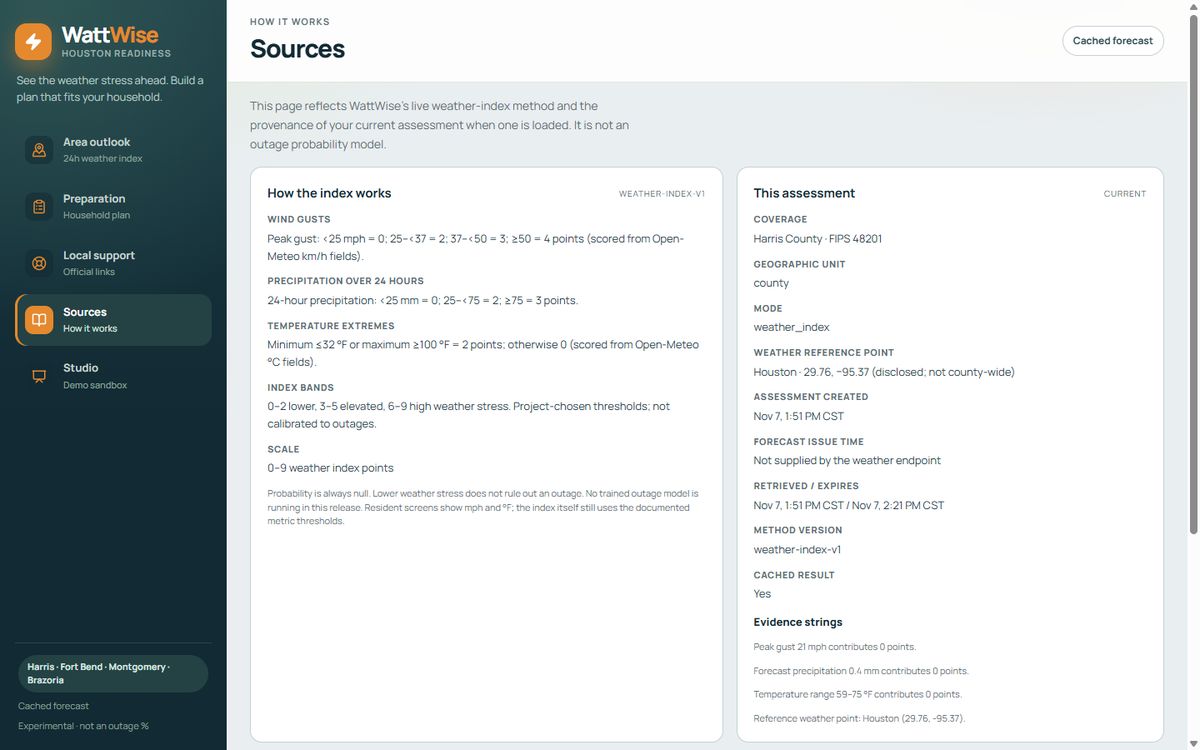 WattWise
HOUSTON READINESS
See the weather stress ahead. Build a
plan that fits your household.
Area outlook
24h weather index
Preparation
Household plan
Local support
Official links
Sources
How it works
Studio
Demo sandbox
Harris · Fort Bend · Montgomery ·
Brazoria
Cached forecast
Experimental · not an outage %
HOW IT WORKS
Sources
Cached forecast
This page reflects WattWise's live weather-index method and the
provenance of your current assessment when one is loaded. It is not an
outage probability model.
How the index works
WEATHER-INDEX-V1
WIND GUSTS
Peak gust: <25 mph = 0; 25–<37 = 2; 37–<50 = 3; ≥50 = 4 points (scored from Open-
Meteo km/h fields).
PRECIPITATION OVER 24 HOURS
24-hour precipitation: <25 mm = 0; 25–<75 = 2; ≥75 = 3 points.
TEMPERATURE EXTREMES
Minimum ≤32 °F or maximum ≥100 °F = 2 points; otherwise 0 (scored from Open-Meteo
°C fields).
INDEX BANDS
0–2 lower, 3–5 elevated, 6–9 high weather stress. Project-chosen thresholds; not
calibrated to outages.
SCALE
0–9 weather index points
Probability is always null. Lower weather stress does not rule out an outage. No trained outage model is
running in this release. Resident screens show mph and °F; the index itself still uses the documented
metric thresholds.
This assessment
CURRENT
COVERAGE
Harris County · FIPS 48201
GEOGRAPHIC UNIT
county
MODE
weather_index
WEATHER REFERENCE POINT
Houston · 29.76, −95.37 (disclosed; not county-wide)
ASSESSMENT CREATED
Nov 7, 1:51 PM CST
FORECAST ISSUE TIME
Not supplied by the weather endpoint
RETRIEVED / EXPIRES
Nov 7, 1:51 PM CST / Nov 7, 2:21 PM CST
METHOD VERSION
weather-index-v1
CACHED RESULT
Yes
Evidence strings
Peak gust 21 mph contributes 0 points.
Forecast precipitation 0.4 mm contributes 0 points.
Temperature range 59–75 °F contributes 0 points.
Reference weather point: Houston (29.76, -95.37).